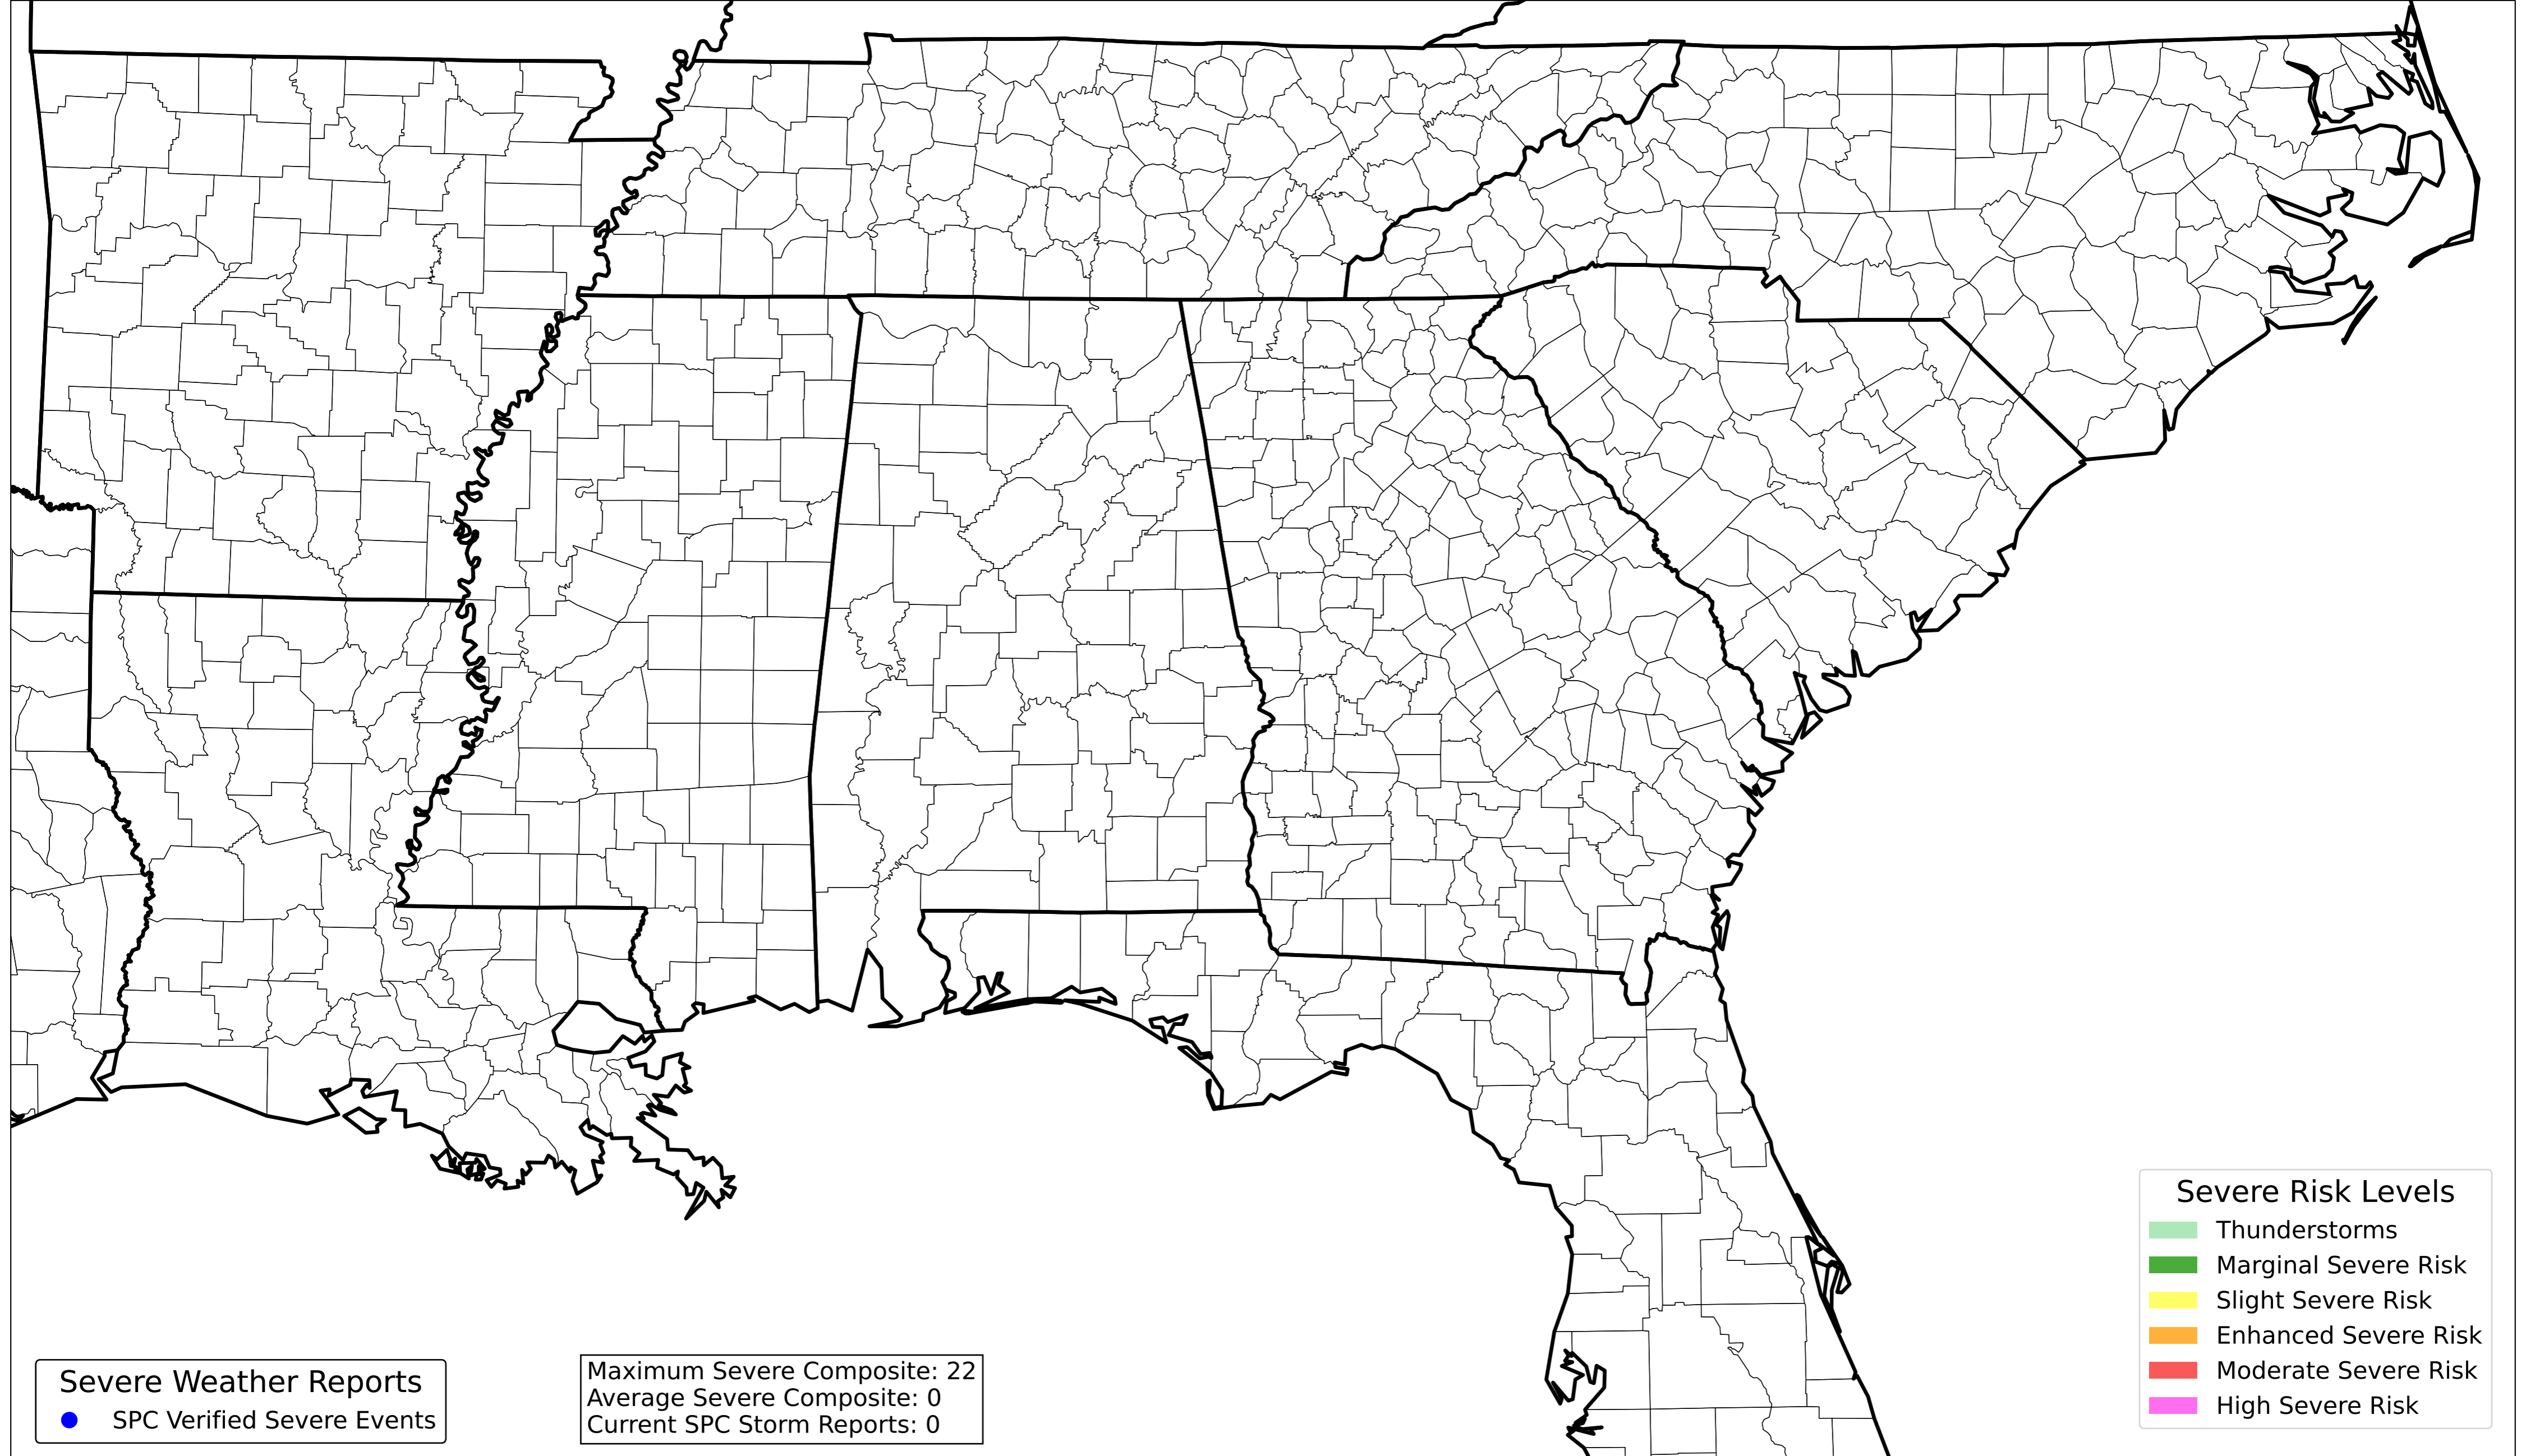 Severe Risk Levels
Thunderstorms
Marginal Severe Risk
Slight Severe Risk
Enhanced Severe Risk
Moderate Severe Risk
High Severe Risk
Severe Weather Reports
SPC Verified Severe Events
Maximum Severe Composite: 22
Average Severe Composite: 0
Current SPC Storm Reports: 0